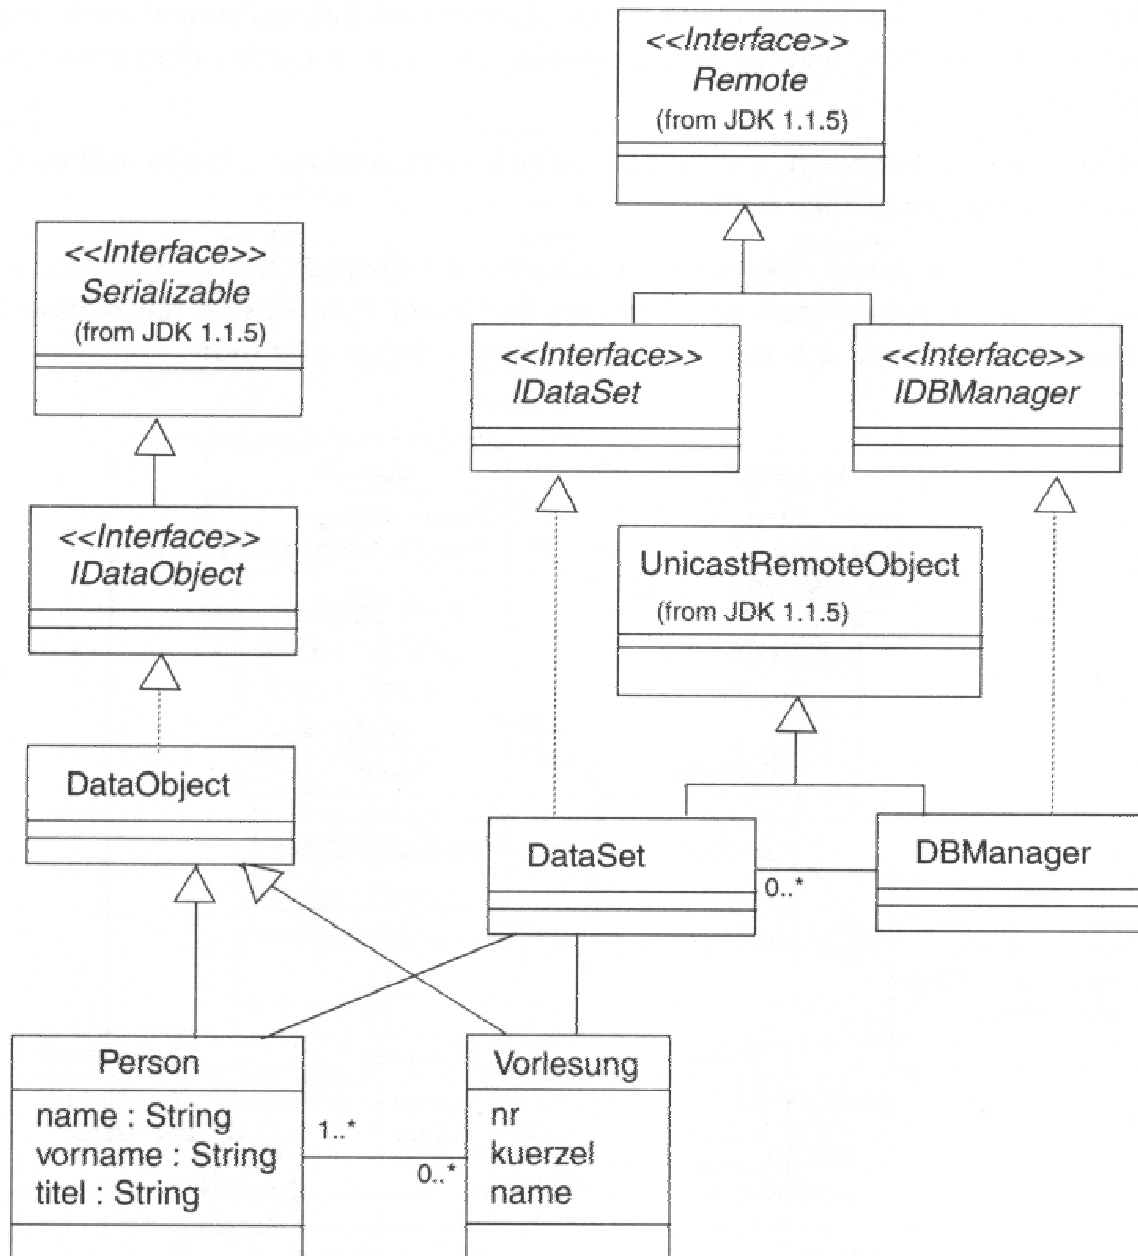 <<Interface>>
Remote
(from JDK 1.1.5)
<<Interface>>
Serializable
(from JDK 1.1.5)
<<Interface>>
IDataSet
<<Interface>>
IDBManager
<<Interface>>
IDataObject
UnicastRemoteObject
(from JDK 1.1.5)
DataObject
DataSet
0..*
DBManager
Person
name : String
vorname : String
titel : String
1..*
0..*
Vorlesung
nr
kuerzel
name